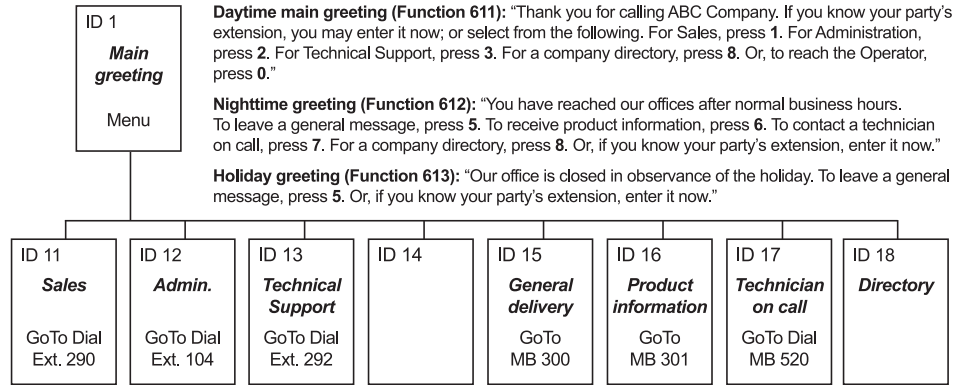 ID 1
Main
greeting
Menu
Daytime main greeting (Function 611): “Thank you for calling ABC Company. If you know your party’s
extension, you may enter it now; or select from the following. For Sales, press 1. For Administration,
press 2. For Technical Support, press 3. For a company directory, press 8. Or, to reach the Operator,
press 0.”
Nighttime greeting (Function 612): “You have reached our offices after normal business hours.
To leave a general message, press 5. To receive product information, press 6. To contact a technician
on call, press 7. For a company directory, press 8. Or, if you know your party’s extension, enter it now.”
Holiday greeting (Function 613): “Our office is closed in observance of the holiday. To leave a general
message, press 5. Or, if you know your party’s extension, enter it now.”
ID 11
Sales
GoTo Dial
Ext. 290
ID 12
Admin.
GoTo Dial
Ext. 104
ID 13
Technical
Support
GoTo Dial
Ext. 292
ID 14
ID 15
General
delivery
GoTo
MB 300
ID 16
Product
information
GoTo
MB 301
ID 17
Technician
on call
GoTo Dial
MB 520
ID 18
Directory